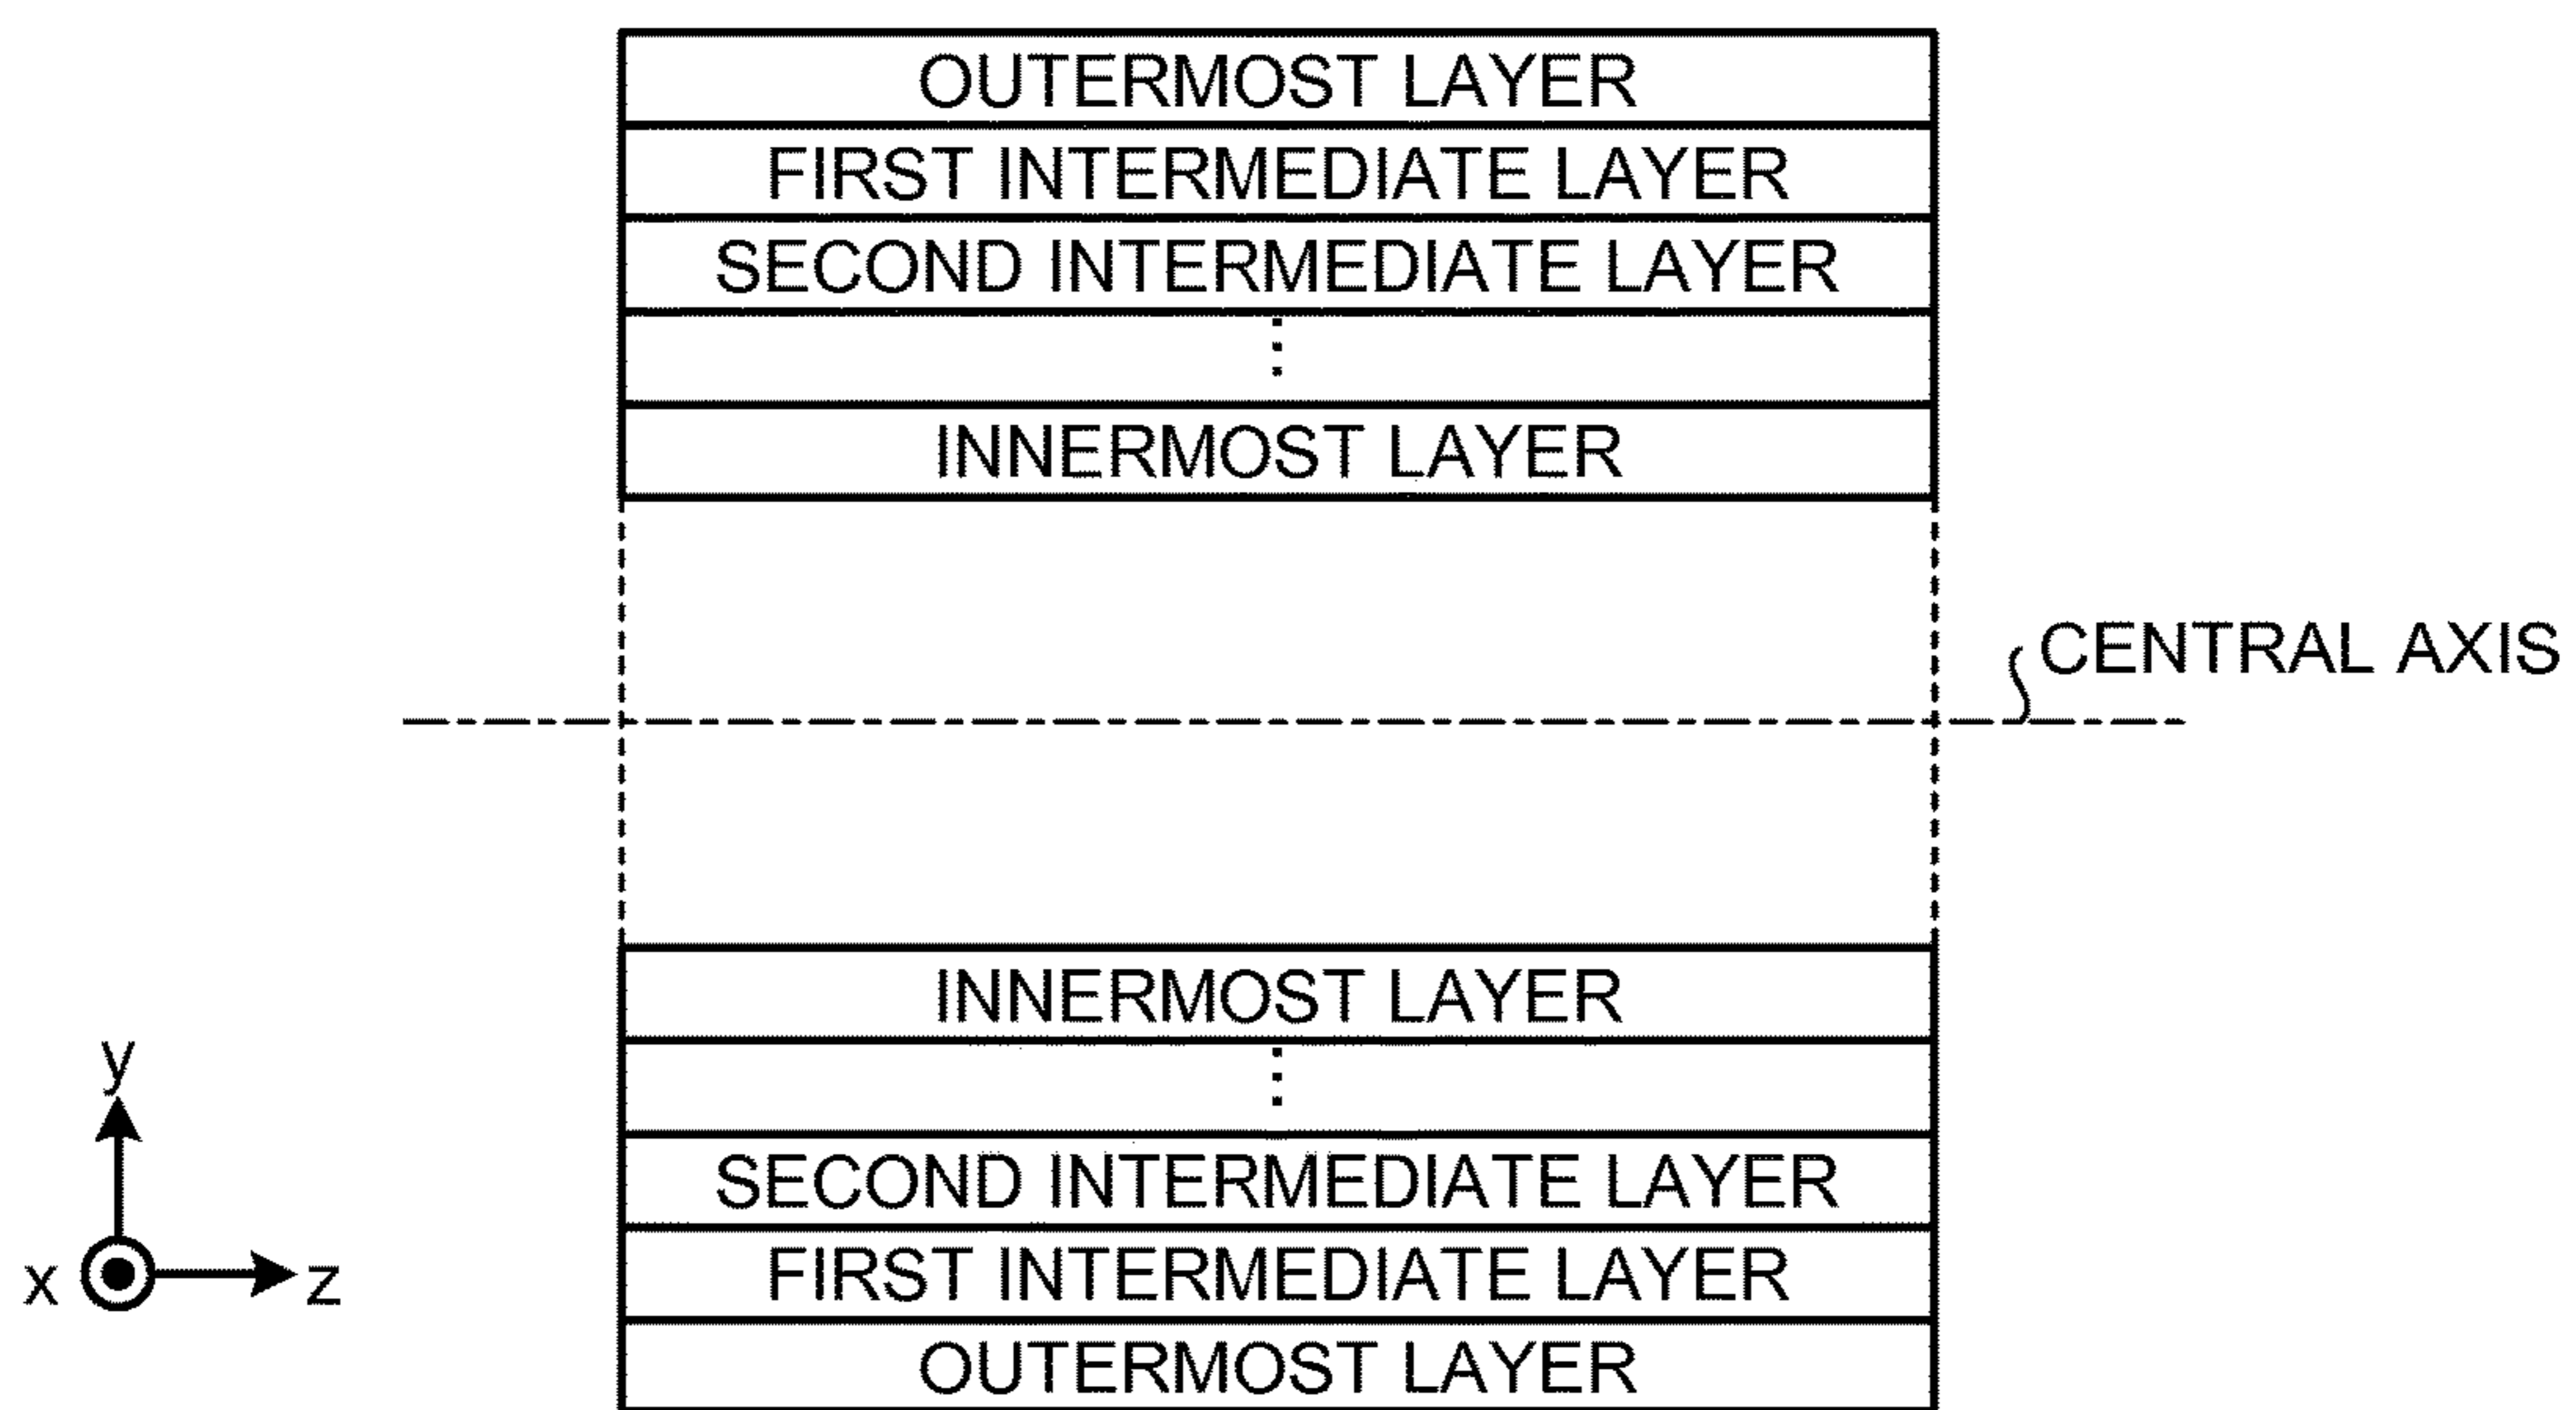 OUTERMOST LAYER
FIRST INTERMEDIATE LAYER
SECOND INTERMEDIATE LAYER
⋮
INNERMOST LAYER
CENTRAL AXIS
INNERMOST LAYER
⋮
SECOND INTERMEDIATE LAYER
FIRST INTERMEDIATE LAYER
OUTERMOST LAYER
y
x z